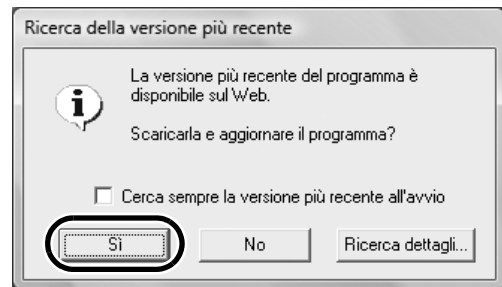 Ricerca della versione più recente
La versione più recente del programma è
disponibile sul Web.
Scaricarla e aggiornare il programma?
Cerca sempre la versione più recente all'avvio
Sì
No
Ricerca dettagli...